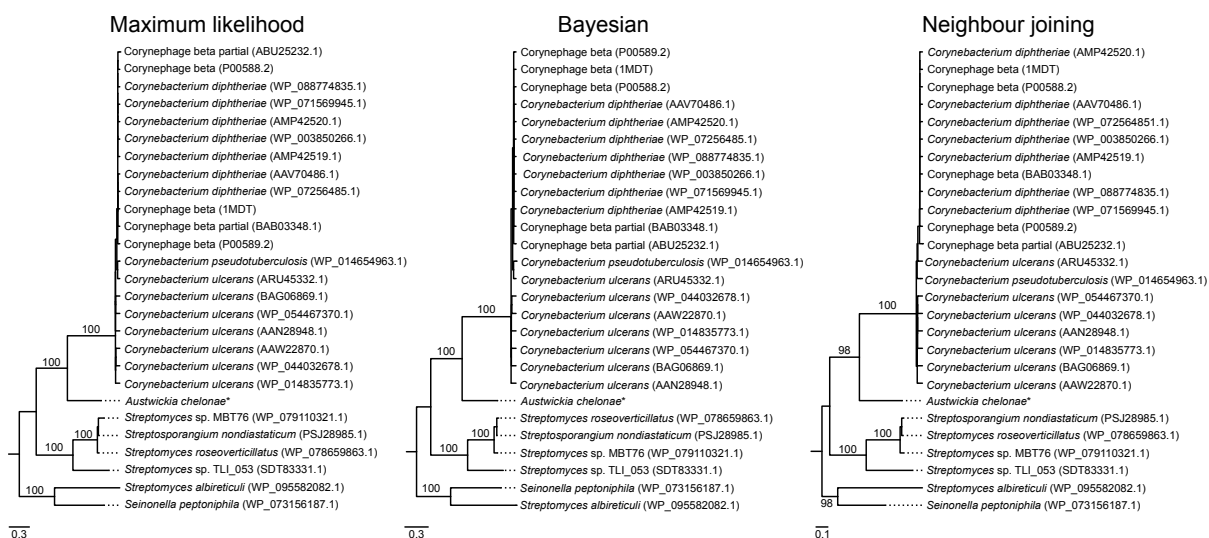 Maximum likelihood
Corynephage beta partial (ABU25232.1)
Corynephage beta (P00588.2)
Corynebacterium diphtheriae (WP_088774835.1)
Corynebacterium diphtheriae (WP_071569945.1)
Corynebacterium diphtheriae (AMP42520.1)
Corynebacterium diphtheriae (WP_003850266.1)
Corynebacterium diphtheriae (AMP42519.1)
Corynebacterium diphtheriae (AAV70486.1)
Corynebacterium diphtheriae (WP_07256485.1)
Corynephage beta (1MDT)
Corynephage beta partial (BAB03348.1)
Corynephage beta (P00589.2)
Corynebacterium pseudotuberculosis (WP_014654963.1)
Corynebacterium ulcerans (ARU45332.1)
Corynebacterium ulcerans (BAG06869.1)
Corynebacterium ulcerans (WP_054467370.1)
Corynebacterium ulcerans (AAN28948.1)
Corynebacterium ulcerans (AAW22870.1)
Corynebacterium ulcerans (WP_044032678.1)
Corynebacterium ulcerans (WP_014835773.1)
Austwickia chelonae*
Streptomyces sp. MBT76 (WP_079110321.1)
Streptosporangium nondiastaticum (PSJ28985.1)
Streptomyces roseoverticillatus (WP_078659863.1)
Streptomyces sp. TLI_053 (SDT83331.1)
Streptomyces albireticuli (WP_095582082.1)
Seinonella peptoniphila (WP_073156187.1)
100
100
100
100
100
0.3
Bayesian
Corynephage beta (P00589.2)
Corynephage beta (1MDT)
Corynephage beta (P00588.2)
Corynebacterium diphtheriae (AAV70486.1)
Corynebacterium diphtheriae (AMP42520.1)
Corynebacterium diphtheriae (WP_07256485.1)
Corynebacterium diphtheriae (WP_088774835.1)
Corynebacterium diphtheriae (WP_003850266.1)
Corynebacterium diphtheriae (WP_071569945.1)
Corynebacterium diphtheriae (AMP42519.1)
Corynephage beta partial (BAB03348.1)
Corynephage beta partial (ABU25232.1)
Corynebacterium pseudotuberculosis (WP_014654963.1)
Corynebacterium ulcerans (ARU45332.1)
Corynebacterium ulcerans (WP_044032678.1)
Corynebacterium ulcerans (AAW22870.1)
Corynebacterium ulcerans (WP_014835773.1)
Corynebacterium ulcerans (WP_054467370.1)
Corynebacterium ulcerans (BAG06869.1)
Corynebacterium ulcerans (AAN28948.1)
Austwickia chelonae*
Streptomyces roseoverticillatus (WP_078659863.1)
Streptosporangium nondiastaticum (PSJ28985.1)
Streptomyces sp. MBT76 (WP_079110321.1)
Streptomyces sp. TLI_053 (SDT83331.1)
Seinonella peptoniphila (WP_073156187.1)
Streptomyces albireticuli (WP_095582082.1)
100
100
100
100
100
0.3
Neighbour joining
Corynebacterium diphtheriae (AMP42520.1)
Corynephage beta (1MDT)
Corynephage beta (P00588.2)
Corynebacterium diphtheriae (AAV70486.1)
Corynebacterium diphtheriae (WP_072564851.1)
Corynebacterium diphtheriae (WP_003850266.1)
Corynebacterium diphtheriae (AMP42519.1)
Corynephage beta (BAB03348.1)
Corynebacterium diphtheriae (WP_088774835.1)
Corynebacterium diphtheriae (WP_071569945.1)
Corynephage beta (P00589.2)
Corynephage beta partial (ABU25232.1)
Corynebacterium ulcerans (ARU45332.1)
Corynebacterium pseudotuberculosis (WP_014654963.1)
Corynebacterium ulcerans (WP_054467370.1)
Corynebacterium ulcerans (WP_044032678.1)
Corynebacterium ulcerans (AAN28948.1)
Corynebacterium ulcerans (WP_014835773.1)
Corynebacterium ulcerans (BAG06869.1)
Corynebacterium ulcerans (AAW22870.1)
Austwickia chelonae*
Streptomyces roseoverticillatus (WP_078659863.1)
Streptosporangium nondiastaticum (PSJ28985.1)
Streptomyces sp. MBT76 (WP_079110321.1)
Streptomyces sp. TLI_053 (SDT83331.1)
Streptomyces albireticuli (WP_095582082.1)
Seinonella peptoniphila (WP_073156187.1)
100
98
100
100
98
0.1